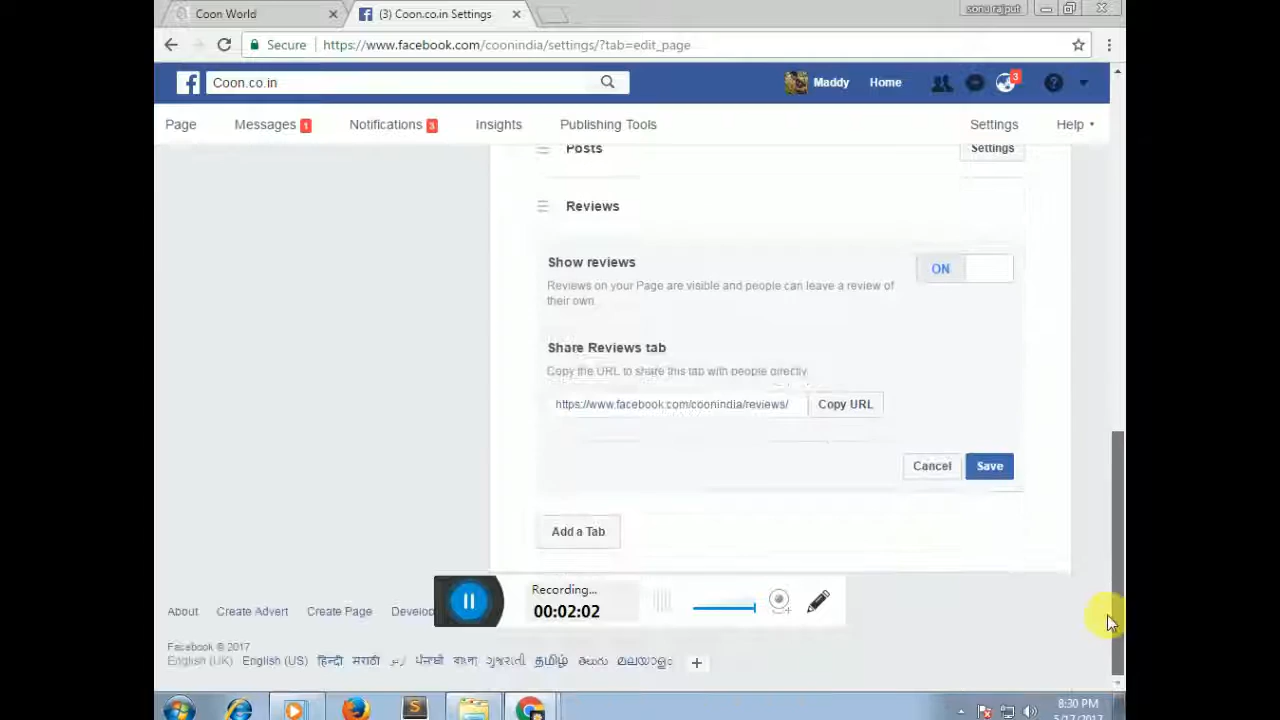 Coon World
(3) Coon.co.in Settings
sonu rajput
Secure
https://www.facebook.com/coonindia/settings/?tab=edit_page
Coon.co.in
Maddy
Home
3
Page
Messages 1
Notifications 3
Insights
Publishing Tools
Settings
Help
Posts
Settings
Reviews
Show reviews
ON
Reviews on your Page are visible and people can leave a review of
their own
Share Reviews tab
Copy the URL to share this tab with people directly
https://www.facebook.com/coonindia/reviews/
Copy URL
Cancel
Save
Add a Tab
Recording...
00:02:02
About
Create Advert
Create Page
Develop
Facebook © 2017
English (UK)
English (US)
हिन्दी
मराठी
ਪੰਜਾਬੀ
বাংলা
ગુજરાતી
தமிழ்
తెలుగు
മലയാളം
+
8:30 PM
5/17/2017